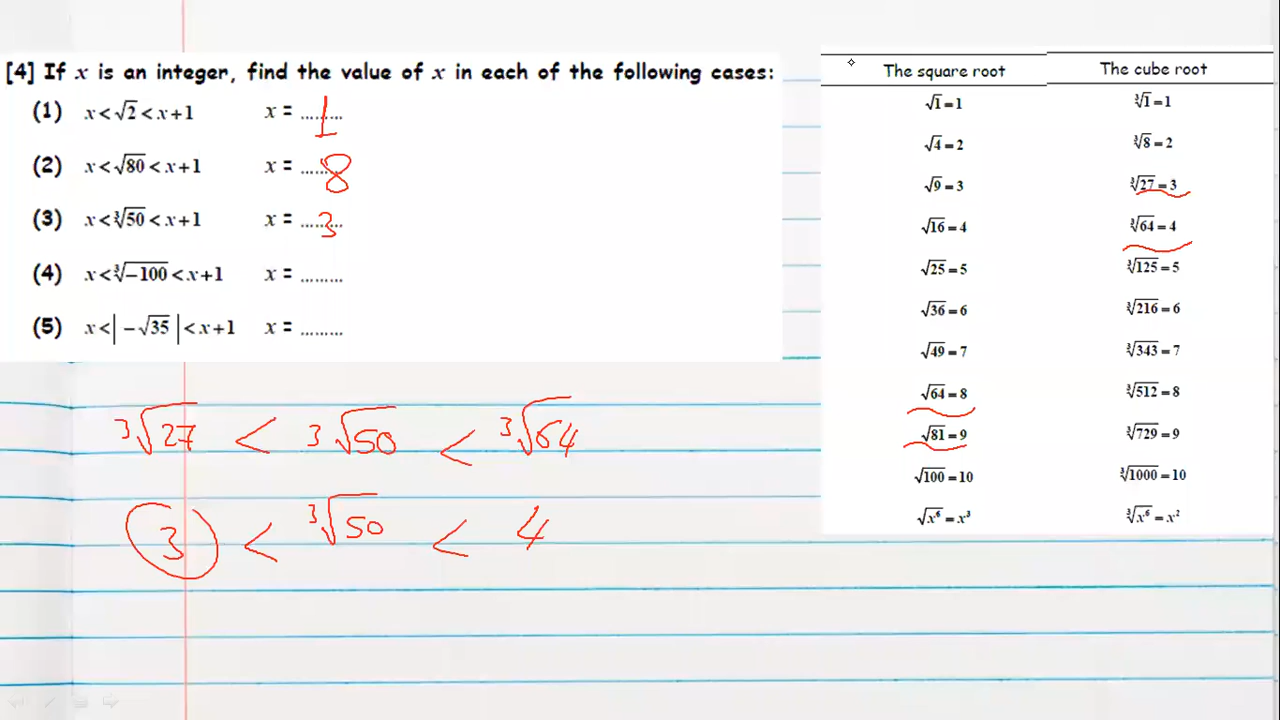 [4] If x is an integer, find the value of x in each of the following cases:
(1) x < √2 < x+1 x = ......... 1
(2) x < √80 < x+1 x = ......... 8
(3) x < ∛50 < x+1 x = ......... 3
(4) x < ∛-100 < x+1 x = .........
(5) x < | -√35 | < x+1 x = .........
∛27 < ∛50 < ∛64
3 < ∛50 < 4
The square root The cube root
√1 = 1 ∛1 = 1
√4 = 2 ∛8 = 2
√9 = 3 ∛27 = 3
√16 = 4 ∛64 = 4
√25 = 5 ∛125 = 5
√36 = 6 ∛216 = 6
√49 = 7 ∛343 = 7
√64 = 8 ∛512 = 8
√81 = 9 ∛729 = 9
√100 = 10 ∛1000 = 10
√x⁶ = x³ ∛x⁶ = x²